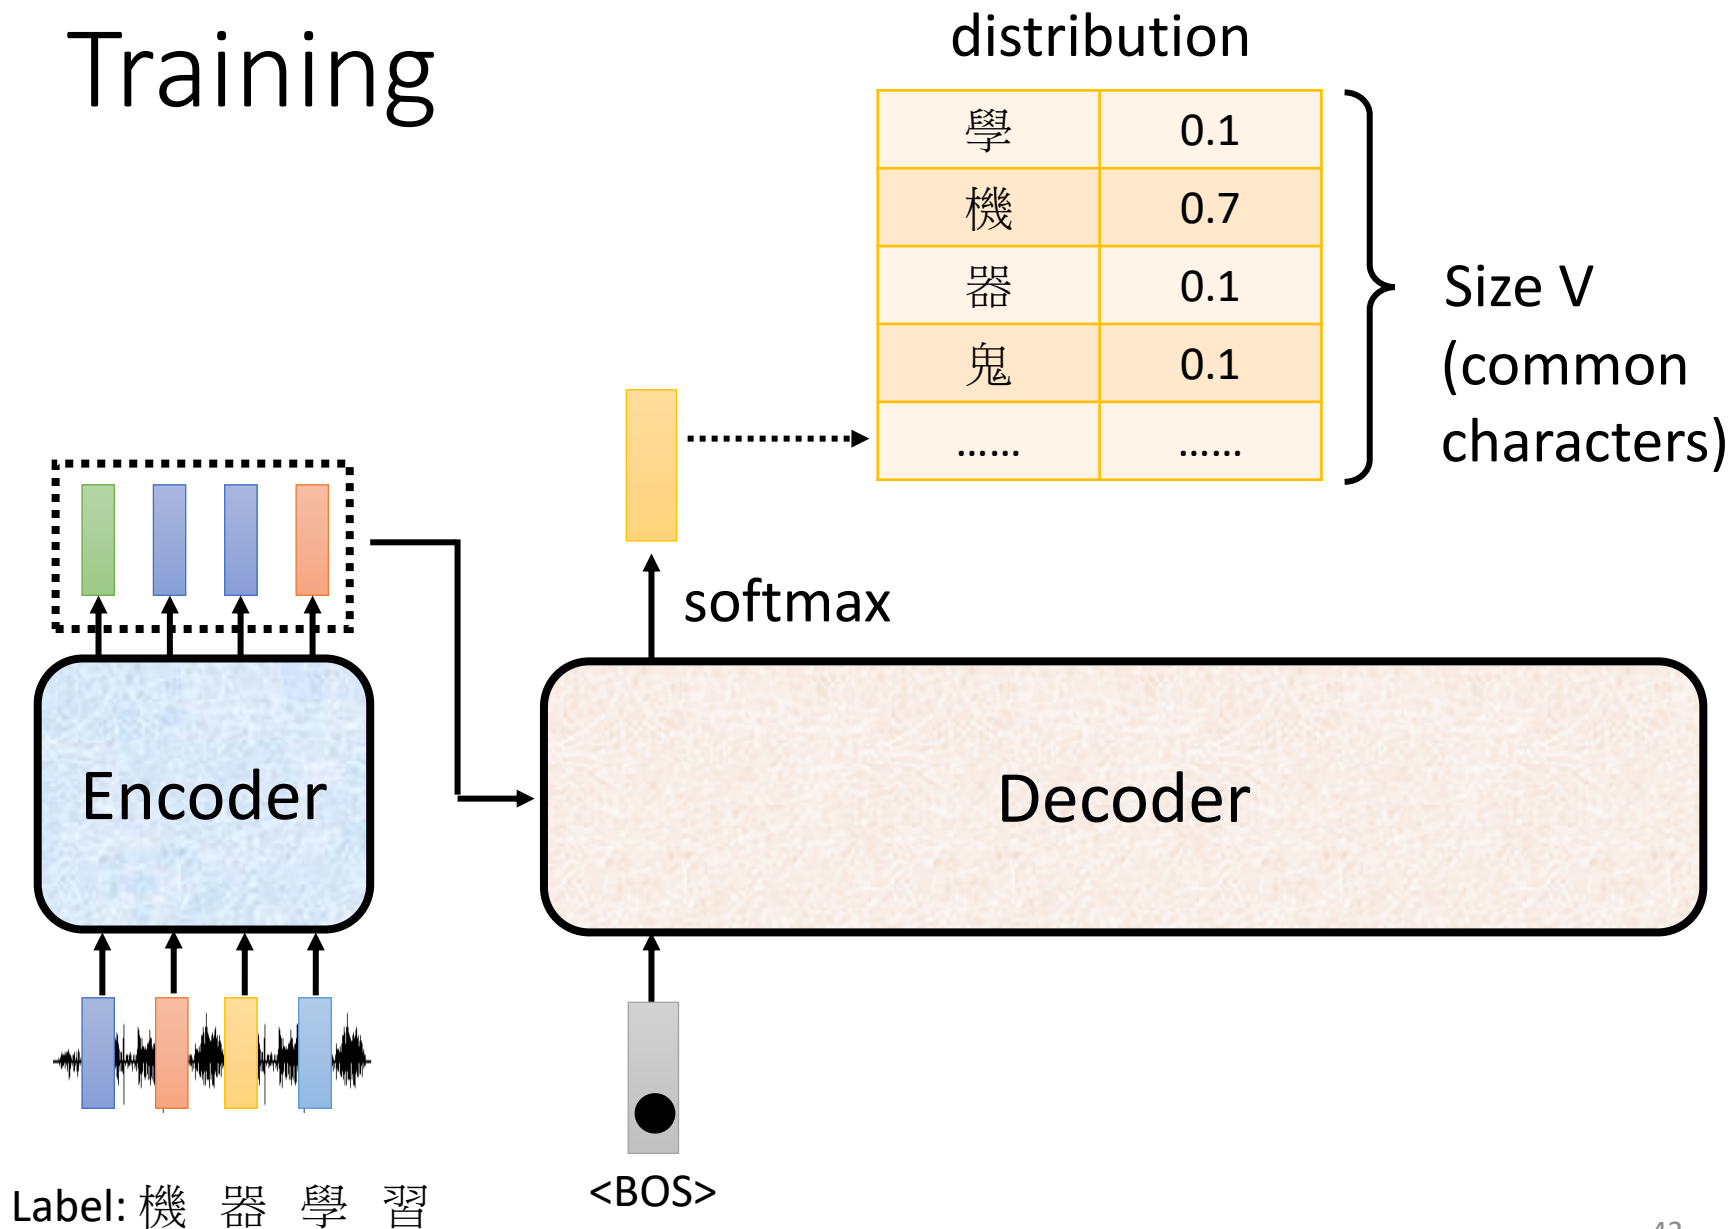 Training
distribution
學 0.1
機 0.7
器 0.1
鬼 0.1
...... ......
Size V
(common
characters)
softmax
Encoder
Decoder
<BOS>
Label: 機 器 學 習